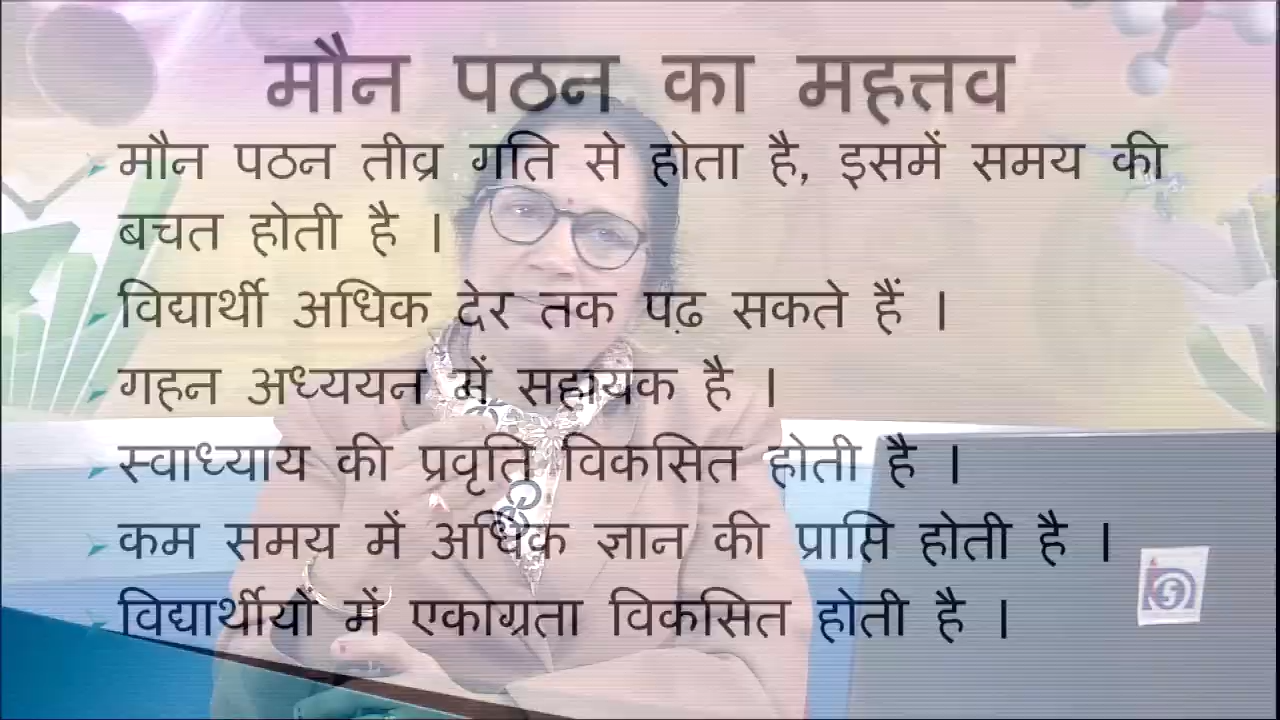 मौन पठन का महत्तव
मौन पठन तीव्र गति से होता है, इसमें समय की
बचत होती है ।
विद्यार्थी अधिक देर तक पढ़ सकते हैं ।
गहन अध्ययन में सहायक है ।
स्वाध्याय की प्रवृति विकसित होती है ।
कम समय में अधिक ज्ञान की प्राप्ति होती है ।
विद्यार्थीयों में एकाग्रता विकसित होती है ।